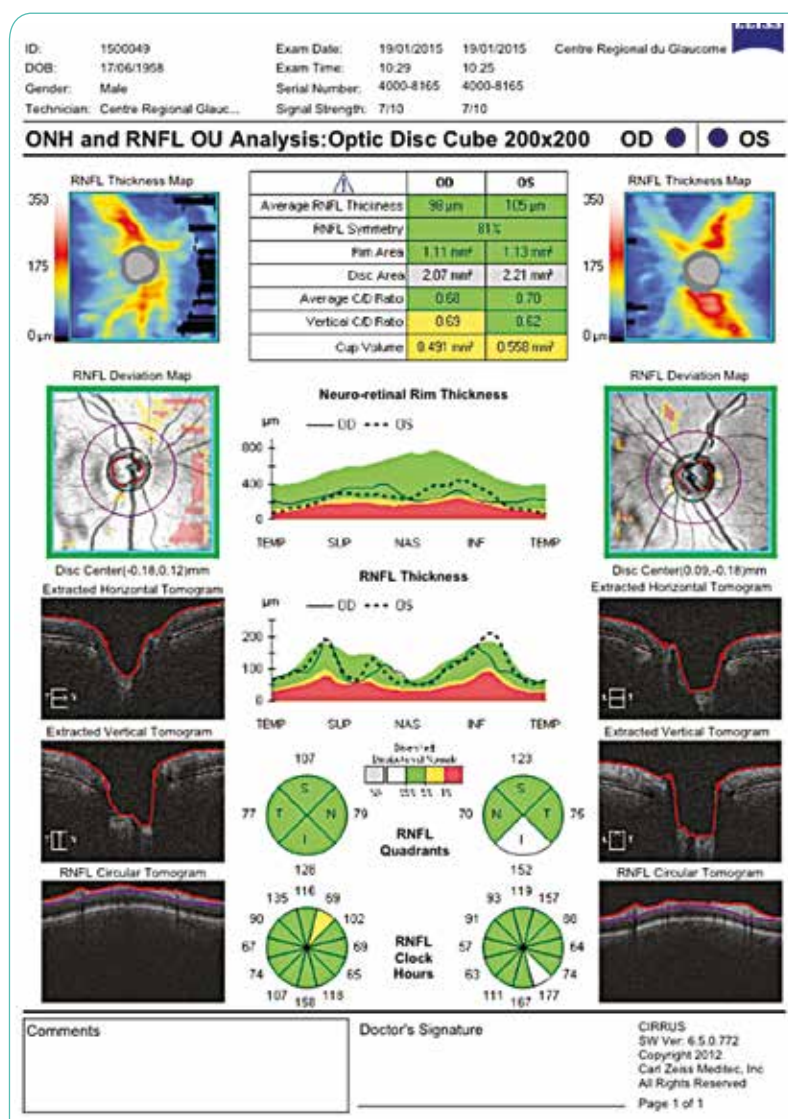 ID: 1500049 Exam Date: 19/01/2015 19/01/2015 Centre Regional du Glaucome
DOB: 17/06/1958 Exam Time: 10:29 10:25
Gender: Male Serial Number: 4000-8165 4000-8165
Technician: Centre Regional Glauc... Signal Strength: 7/10 7/10
ONH and RNFL OU Analysis:Optic Disc Cube 200x200 OD OS
RNFL Thickness Map
350
175
0 µm
OD OS
Average RNFL Thickness 98 µm 105 µm
RNFL Symmetry 81%
Rim Area 1.11 mm² 1.13 mm²
Disc Area 2.07 mm² 2.21 mm²
Average C/D Ratio 0.68 0.70
Vertical C/D Ratio 0.69 0.62
Cup Volume 0.491 mm³ 0.558 mm³
RNFL Thickness Map
350
175
0 µm
RNFL Deviation Map
Disc Center(-0.18,0.12)mm
Neuro-retinal Rim Thickness
µm OD OS
800
400
0
TEMP SUP NAS INF TEMP
RNFL Deviation Map
Disc Center(0.09,-0.18)mm
Extracted Horizontal Tomogram
RNFL Thickness
µm OD OS
200
100
0
TEMP SUP NAS INF TEMP
Extracted Horizontal Tomogram
Extracted Vertical Tomogram
Extracted Vertical Tomogram
107
S
77 T N 79
I
128
RNFL
Quadrants
123
S
70 N T
I
152
RNFL Circular Tomogram
RNFL Circular Tomogram
135 116 69
90 102
67 69
74 65
107 158 118
RNFL
Clock
Hours
93 119 157
91
57 64
63 74
111 167 177
Comments
Doctor's Signature
CIRRUS
SW Ver: 6.5.0.772
Copyright 2012
Carl Zeiss Meditec, Inc
All Rights Reserved
Page 1 of 1